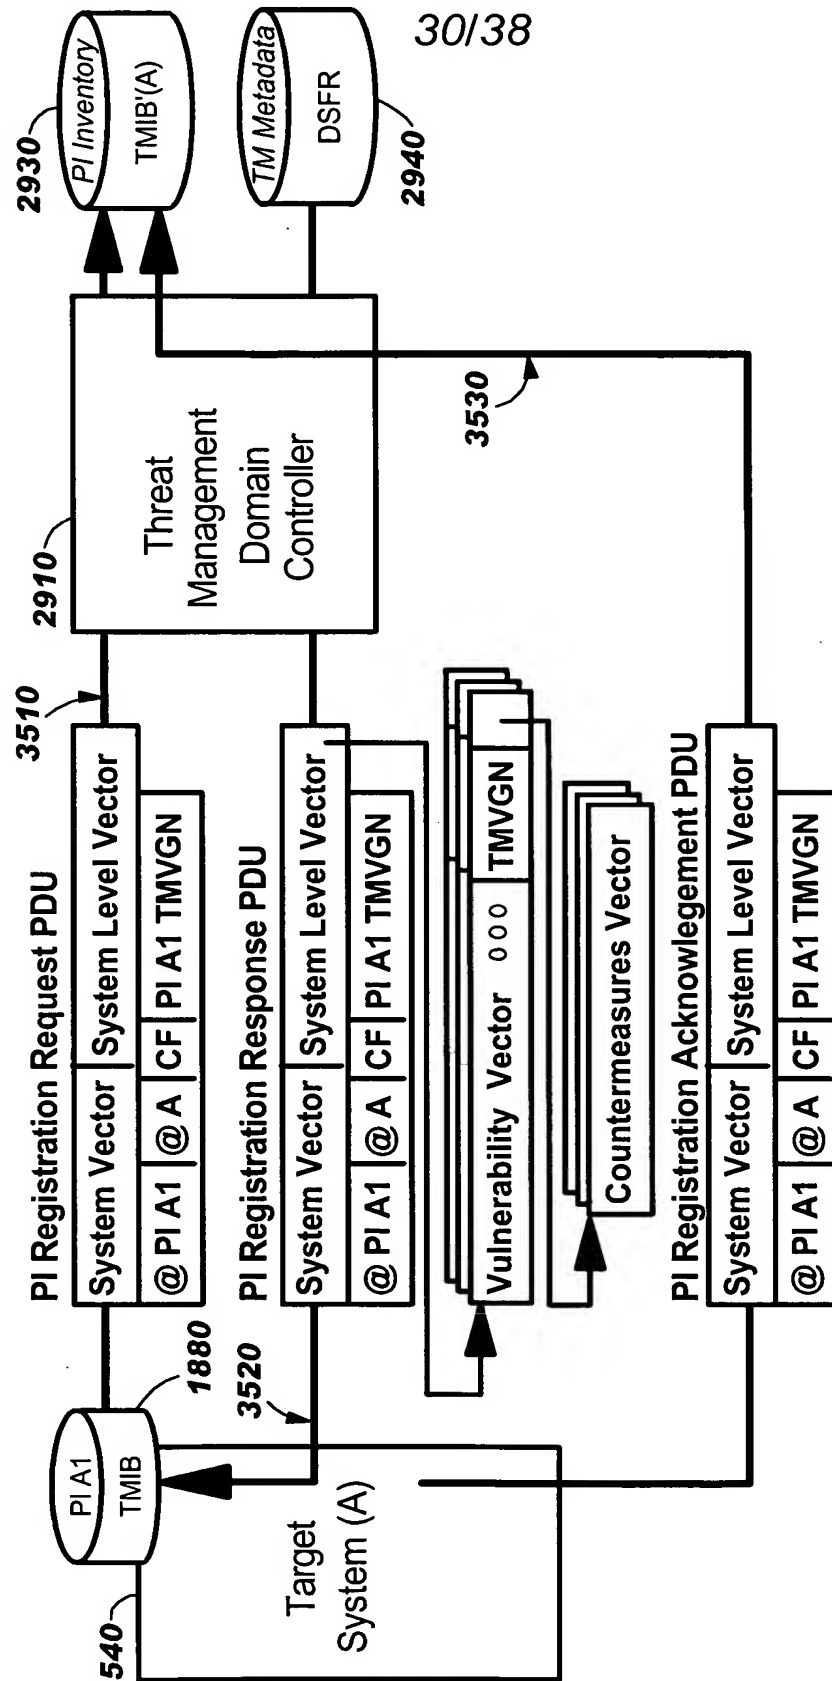 30/38
540
PI A1
TMIB
1880
Target
System (A)
3520
PI Registration Request PDU
System Vector
System Level Vector
@ PI A1
@ A
CF
PI A1 TMVGN
3510
PI Registration Response PDU
System Vector
System Level Vector
@ PI A1
@ A
CF
PI A1 TMVGN
Vulnerability Vector
o o o
TMVGN
Countermeasures Vector
PI Registration Acknowlegement PDU
System Vector
System Level Vector
@ PI A1
@ A
CF
PI A1 TMVGN
2910
Threat
Management
Domain
Controller
3530
2930
PI Inventory
TMIB'(A)
TM Metadata
DSFR
2940